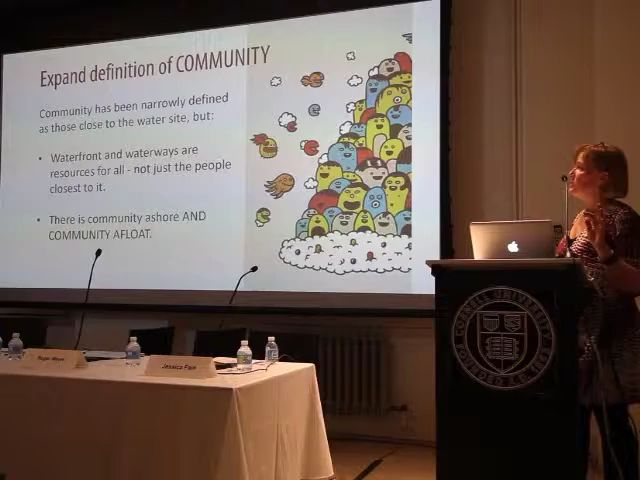 Expand definition of COMMUNITY
Community has been narrowly defined
as those close to the water site, but:
• Waterfront and waterways are
resources for all - not just the people
closest to it.
• There is community ashore AND
COMMUNITY AFLOAT.
Jessica Fain
CORNELL UNIVERSITY
FOUNDED A.D. 1865